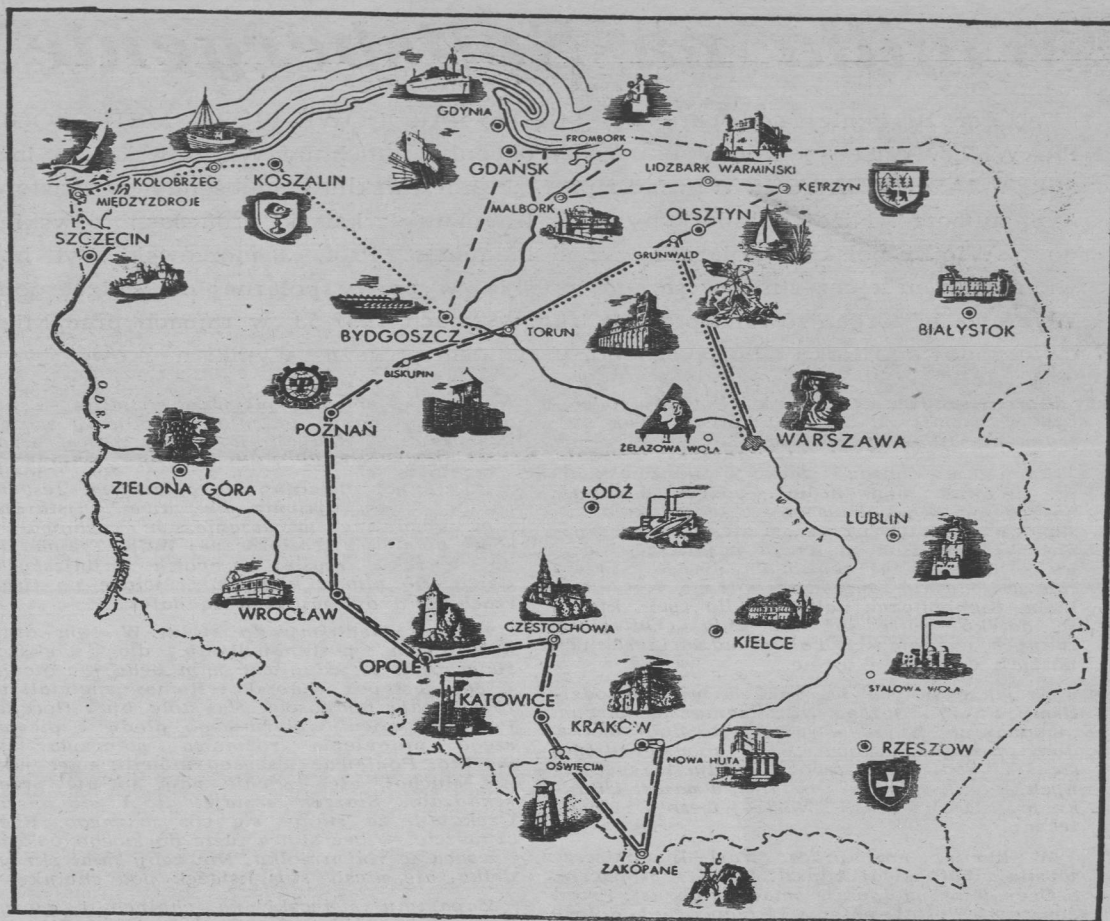 GDYNIA
FROMBORK
GDAŃSK
LIDZBARK WARMIŃSKI
KOŁOBRZEG
KOSZALIN
KĘTRZYN
MIĘDZYZDROJE
MALBORK
OLSZTYN
SZCZECIN
GRUNWALD
BIAŁYSTOK
BYDGOSZCZ
TORUN
BISKUPIN
ODRA
POZNAŃ
WARSZAWA
ŻELAZOWA WOLA
ZIELONA GÓRA
ŁÓDŹ
WISŁA
LUBLIN
WROCŁAW
CZĘSTOCHOWA
KIELCE
OPOLE
KATOWICE
STALOWA WOLA
KRAKÓW
OŚWIĘCIM
NOWA HUTA
RZESZÓW
ZAKOPANE